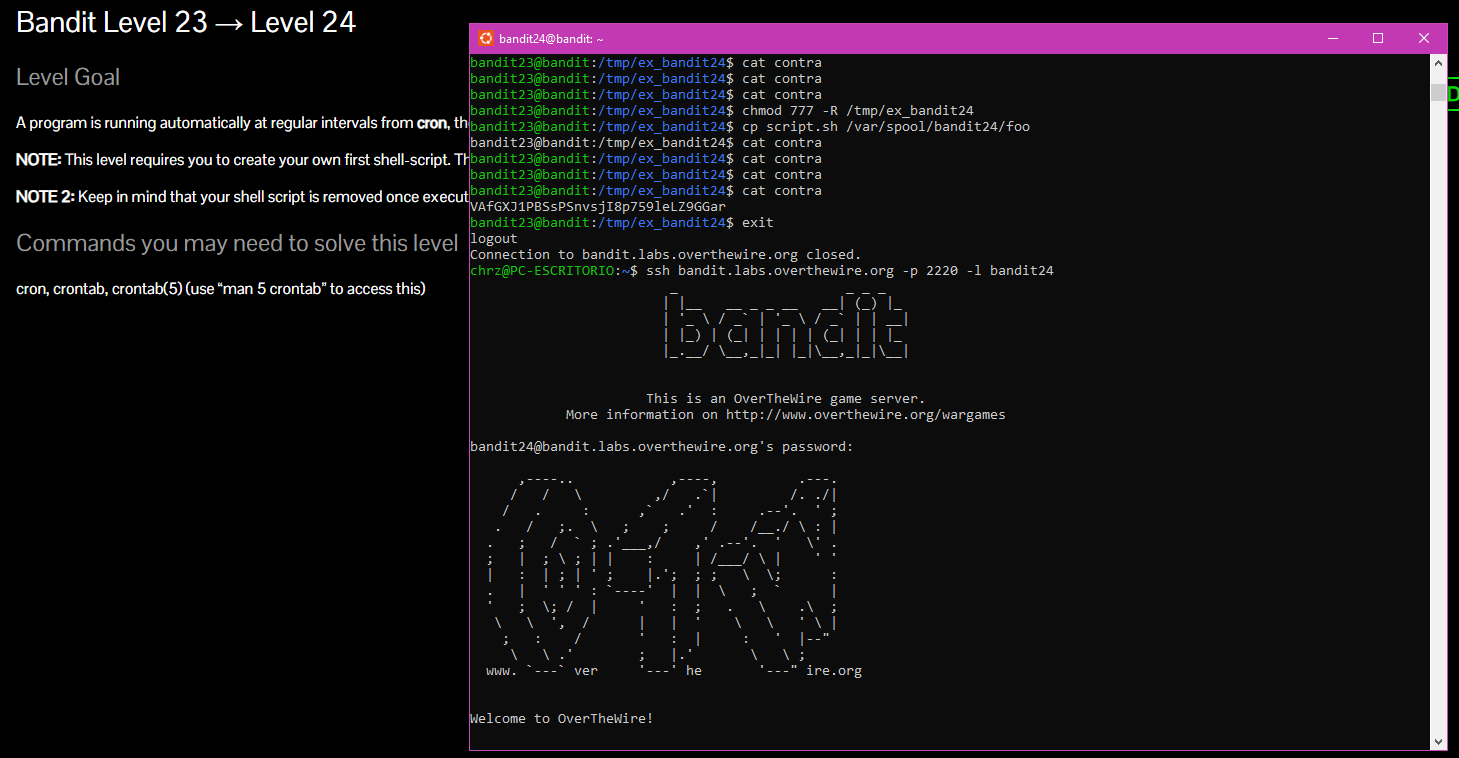 Bandit Level 23 → Level 24
Level Goal
A program is running automatically at regular intervals from cron, th
NOTE: This level requires you to create your own first shell-script. Th
NOTE 2: Keep in mind that your shell script is removed once execut
Commands you may need to solve this level
cron, crontab, crontab(5) (use “man 5 crontab” to access this)
bandit24@bandit: ~
bandit23@bandit:/tmp/ex_bandit24$ cat contra
bandit23@bandit:/tmp/ex_bandit24$ cat contra
bandit23@bandit:/tmp/ex_bandit24$ cat contra
bandit23@bandit:/tmp/ex_bandit24$ chmod 777 -R /tmp/ex_bandit24
bandit23@bandit:/tmp/ex_bandit24$ cp script.sh /var/spool/bandit24/foo
bandit23@bandit:/tmp/ex_bandit24$ cat contra
bandit23@bandit:/tmp/ex_bandit24$ cat contra
bandit23@bandit:/tmp/ex_bandit24$ cat contra
bandit23@bandit:/tmp/ex_bandit24$ cat contra
VAfGXJ1PBSsPSnvsjI8p759leLZ9GGar
bandit23@bandit:/tmp/ex_bandit24$ exit
logout
Connection to bandit.labs.overthewire.org closed.
chrz@PC-ESCRITORIO:~$ ssh bandit.labs.overthewire.org -p 2220 -l bandit24
bandit
This is an OverTheWire game server.
More information on http://www.overthewire.org/wargames
bandit24@bandit.labs.overthewire.org's password:
www. ver he ire.org
Welcome to OverTheWire!
D